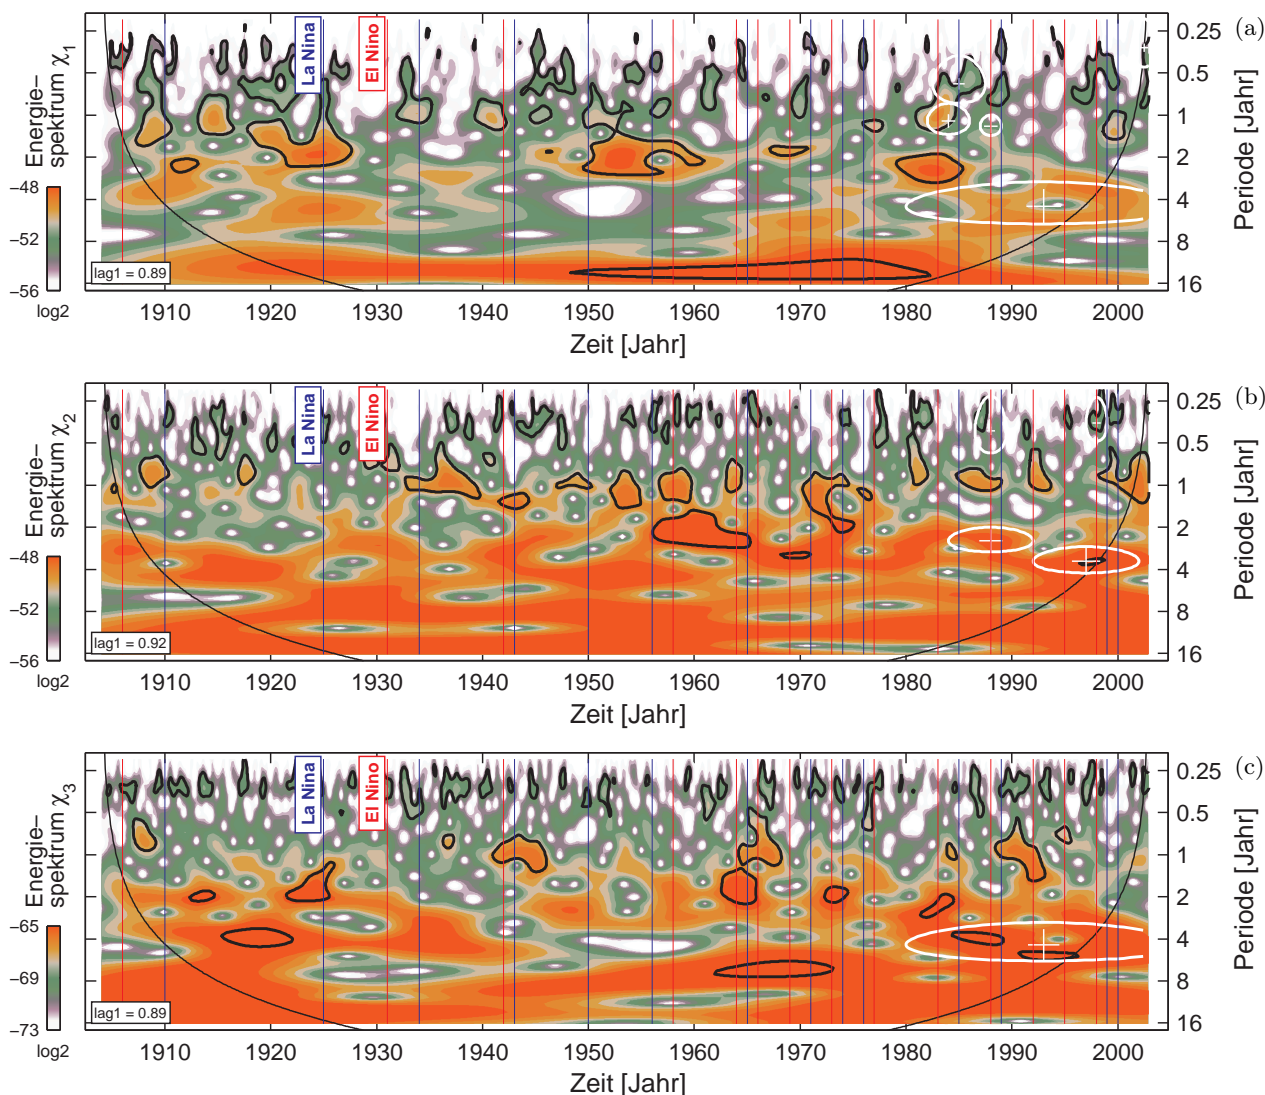 (a)
La Nina
El Nino
Energie–
spektrum χ1
–48
–52
–56
log2
lag1 = 0.89
0.25
0.5
1
2
4
8
16
Periode [Jahr]
1910 1920 1930 1940 1950 1960 1970 1980 1990 2000
Zeit [Jahr]
(b)
La Nina
El Nino
Energie–
spektrum χ2
–48
–52
–56
log2
lag1 = 0.92
0.25
0.5
1
2
4
8
16
Periode [Jahr]
1910 1920 1930 1940 1950 1960 1970 1980 1990 2000
Zeit [Jahr]
(c)
La Nina
El Nino
Energie–
spektrum χ3
–65
–69
–73
log2
lag1 = 0.89
0.25
0.5
1
2
4
8
16
Periode [Jahr]
1910 1920 1930 1940 1950 1960 1970 1980 1990 2000
Zeit [Jahr]